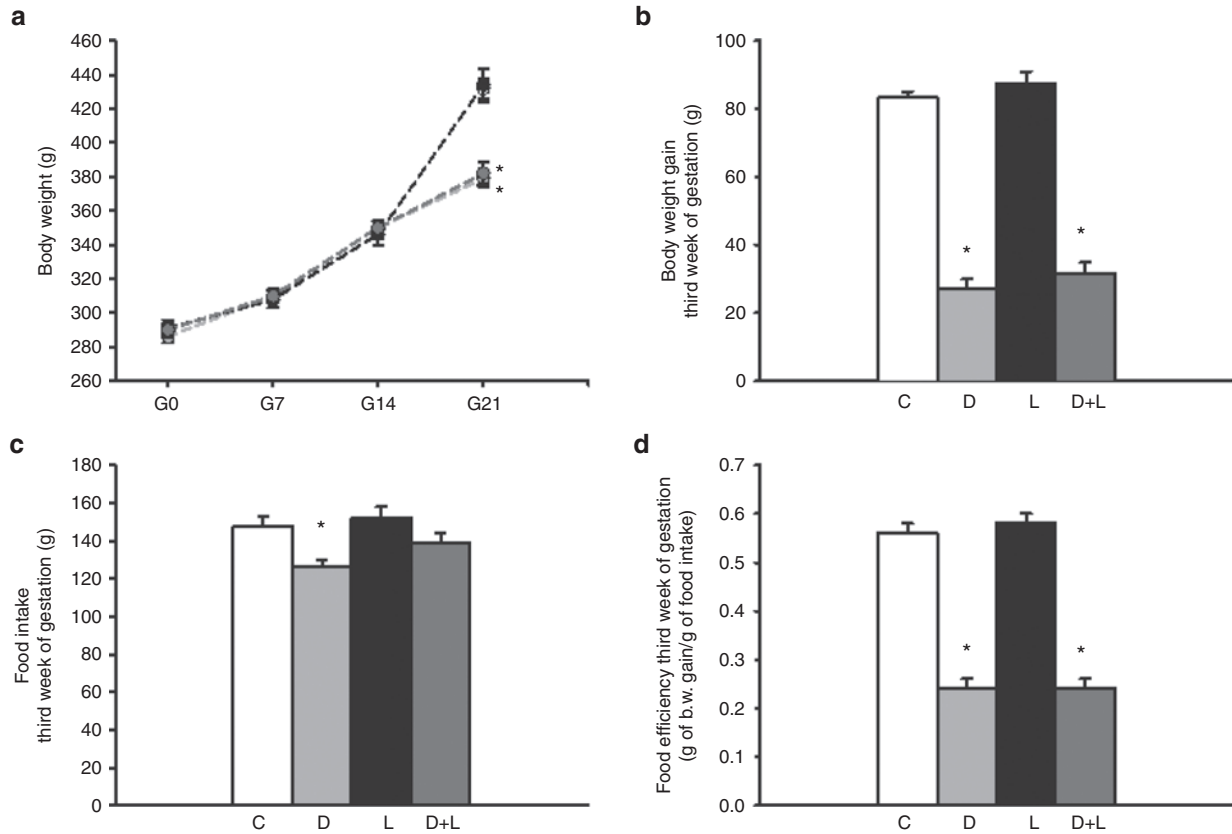 a
460
440
420
400
380
360
340
320
300
280
260
Body weight (g)
*
*
G0 G7 G14 G21
b
100
80
60
40
20
0
Body weight gain
third week of gestation (g)
*
*
C D L D+L
c
180
160
140
120
100
80
60
40
20
0
Food intake
third week of gestation (g)
*
C D L D+L
d
0.7
0.6
0.5
0.4
0.3
0.2
0.1
0.0
Food efficiency third week of gestation
(g of b.w. gain/g of food intake)
*
*
C D L D+L